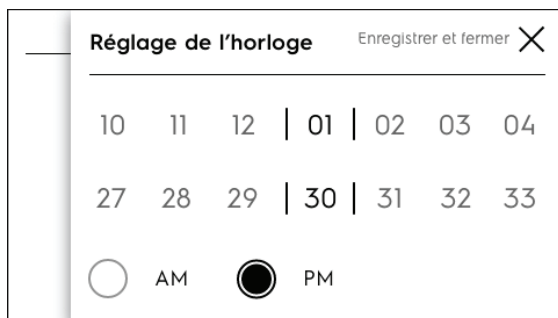 Réglage de l'horloge Enregistrer et fermer
10 11 12 01 02 03 04
27 28 29 30 31 32 33
AM PM